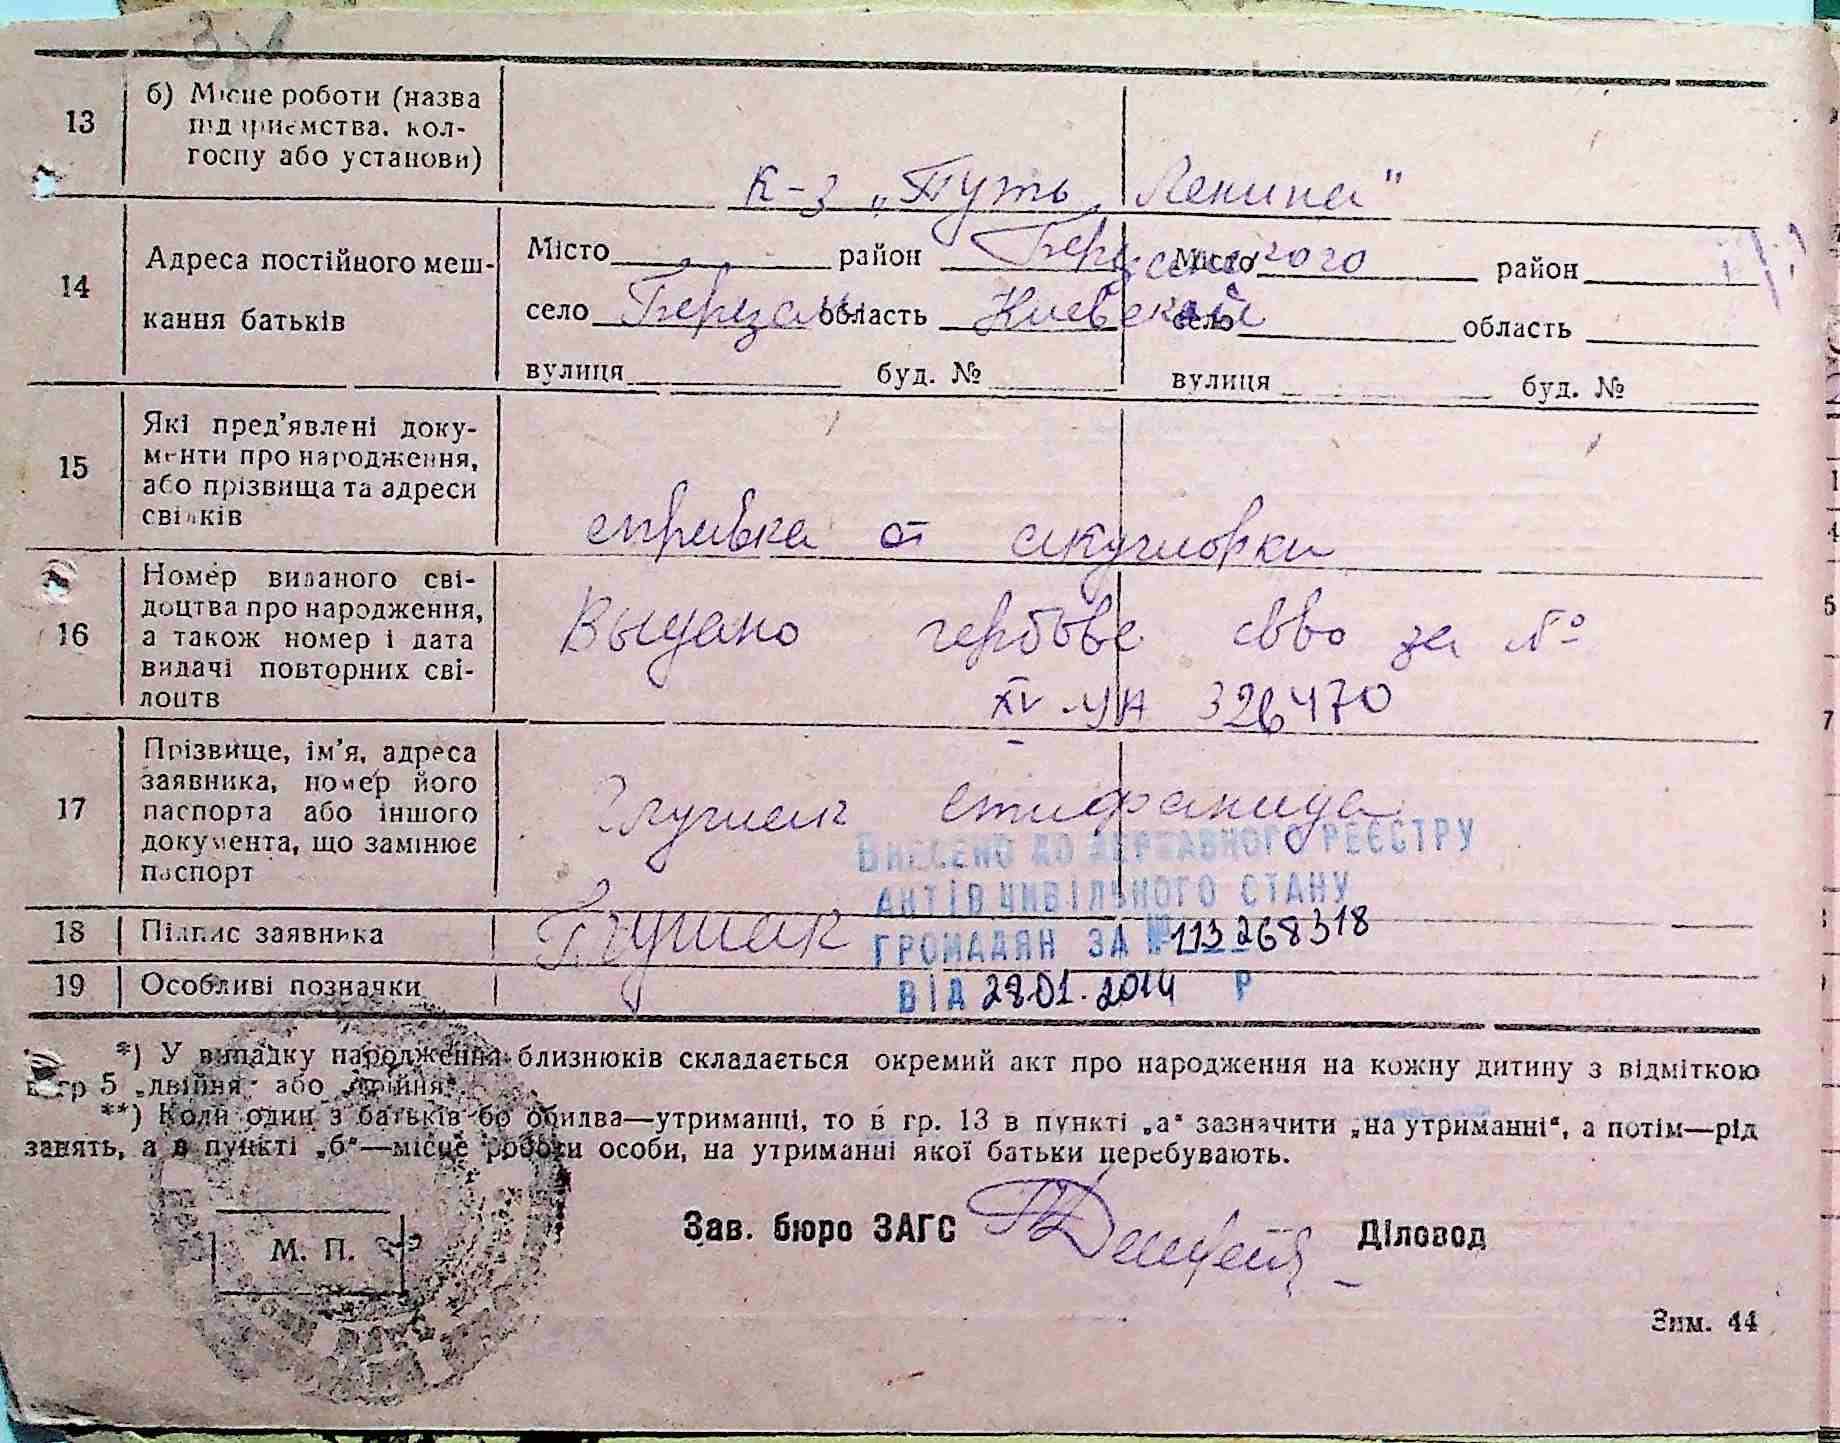 13
б) Місце роботи (назва
підприємства, кол-
госпу або установи)
к-з „Путь Ленина"
14
Адреса постійного меш-
кання батьків
Місто район Березанского Місто район
село Березань область Киевская село область
вулиця буд. № вулиця буд. №
15
Які пред'явлені доку-
менти про народження,
або прізвища та адреси
свідків
справка от акушорки
16
Номер виданого сві-
доцтва про народження,
а також номер і дата
видачі повторних сві-
доцтв
Выдано гербове свво за №
XV-УН 326470
17
Прізвище, ім'я, адреса
заявника, номер його
паспорта або іншого
документа, що замінює
паспорт
Глушак
18
Підпис заявника
Глушак
19
Особливі позначки
ВНЕСЕНО ДО ДЕРЖАВНОГО РЕЄСТРУ
АКТІВ ЦИВІЛЬНОГО СТАНУ
ГРОМАДЯН ЗА № 113268318
ВІД 28.01.2014 Р
*) У випадку народження близнюків складається окремий акт про народження на кожну дитину з відміткою
в гр 5 „двійня" або „трійня".
**) Коли один з батьків бо обидва—утриманці, то в гр. 13 в пункті „а" зазначити „на утриманні", а потім—рід
занять, а в пункті „б"—місце роботи особи, на утриманні якої батьки перебувають.
М. П.
Зав. бюро ЗАГС
Діловод
Зим. 44